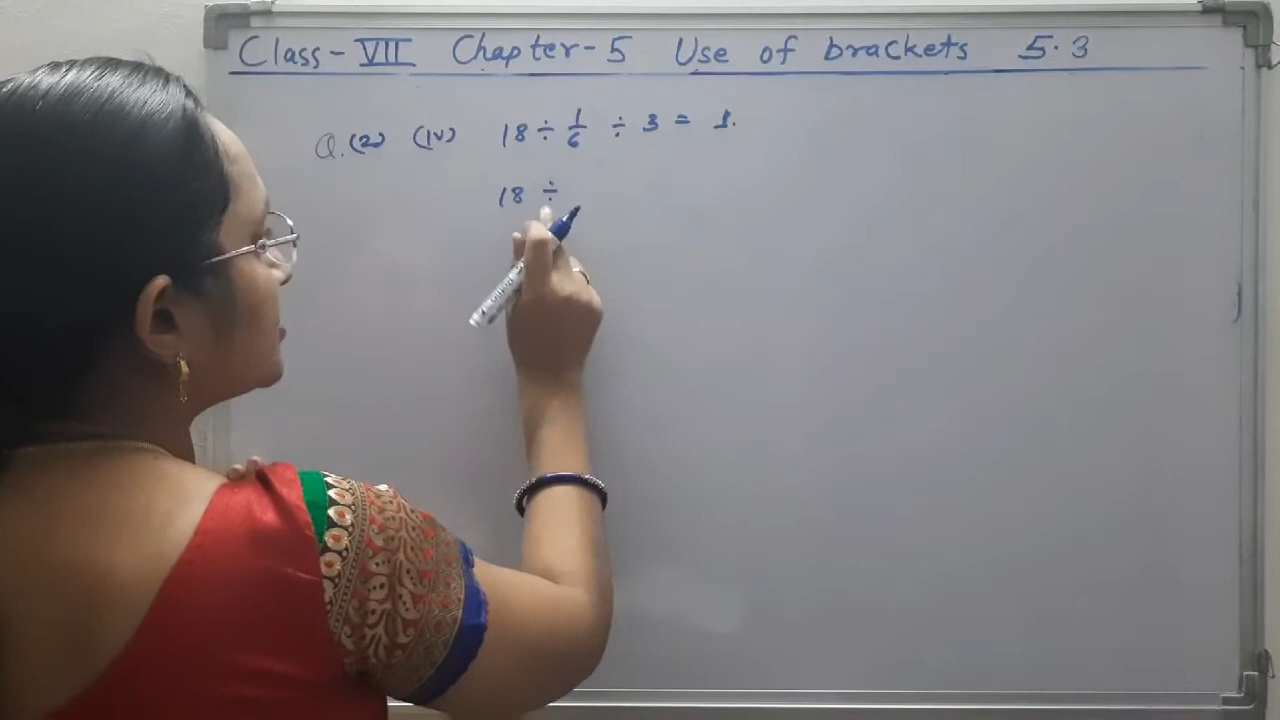 Class-VII Chapter-5 Use of brackets 5.3
Q.(2) (iv) 18 ÷ 1/6 ÷ 3 = 1.
18 ÷